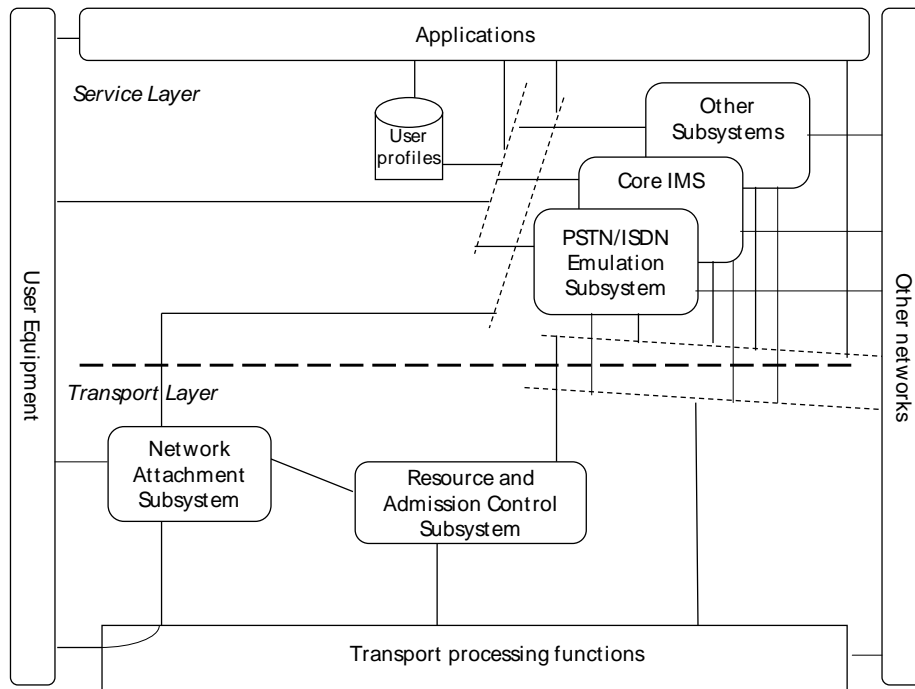 Applications
Service Layer
User
profiles
Other
Subsystems
Core IMS
PSTN/ISDN
Emulation
Subsystem
User Equipment
Other networks
Transport Layer
Network
Attachment
Subsystem
Resource and
Admission Control
Subsystem
Transport processing functions